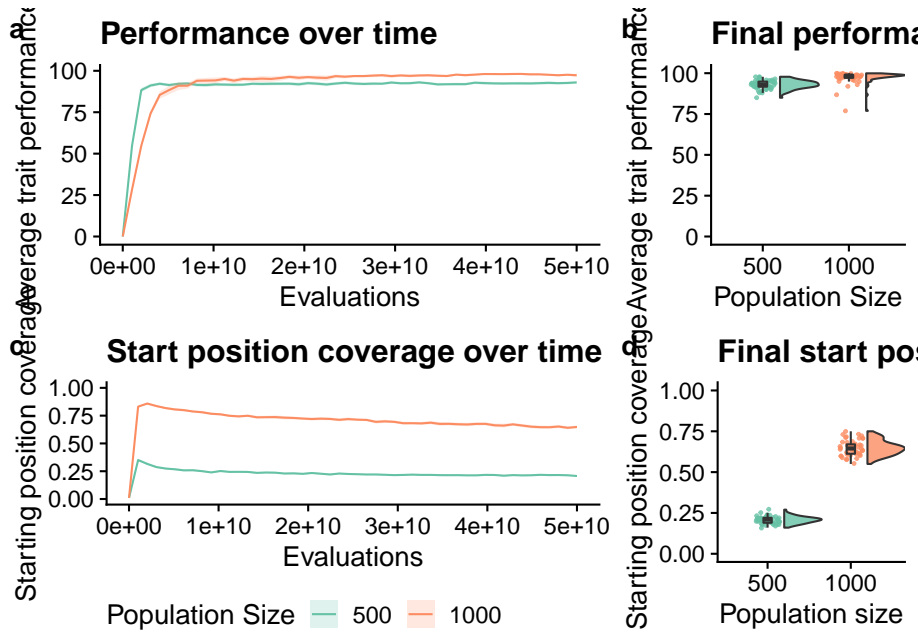 a
Performance over time
Average trait performance
100
75
50
25
0
0e+00 1e+10 2e+10 3e+10 4e+10 5e+10
Evaluations
b
Final performa
Average trait performance
100
75
50
25
0
500 1000
Population Size
Start position coverage over time
Starting position coverage
1.00
0.75
0.50
0.25
0.00
0e+00 1e+10 2e+10 3e+10 4e+10 5e+10
Evaluations
d
Final start pos
Starting position coverage
1.00
0.75
0.50
0.25
0.00
500 1000
Population size
Population Size 500 1000